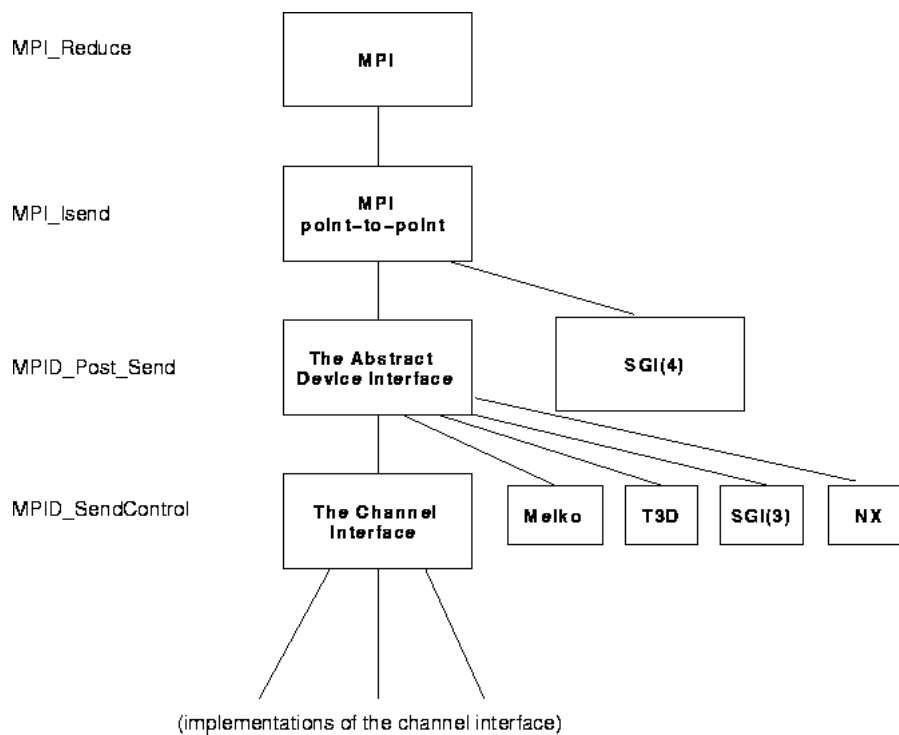 MPI_Reduce
MPI
MPI_Isend
MPI
point-to-point
MPID_Post_Send
The Abstract
Device Interface
SGI(4)
MPID_SendControl
The Channel
Interface
Meiko
T3D
SGI(3)
NX
(implementations of the channel interface)